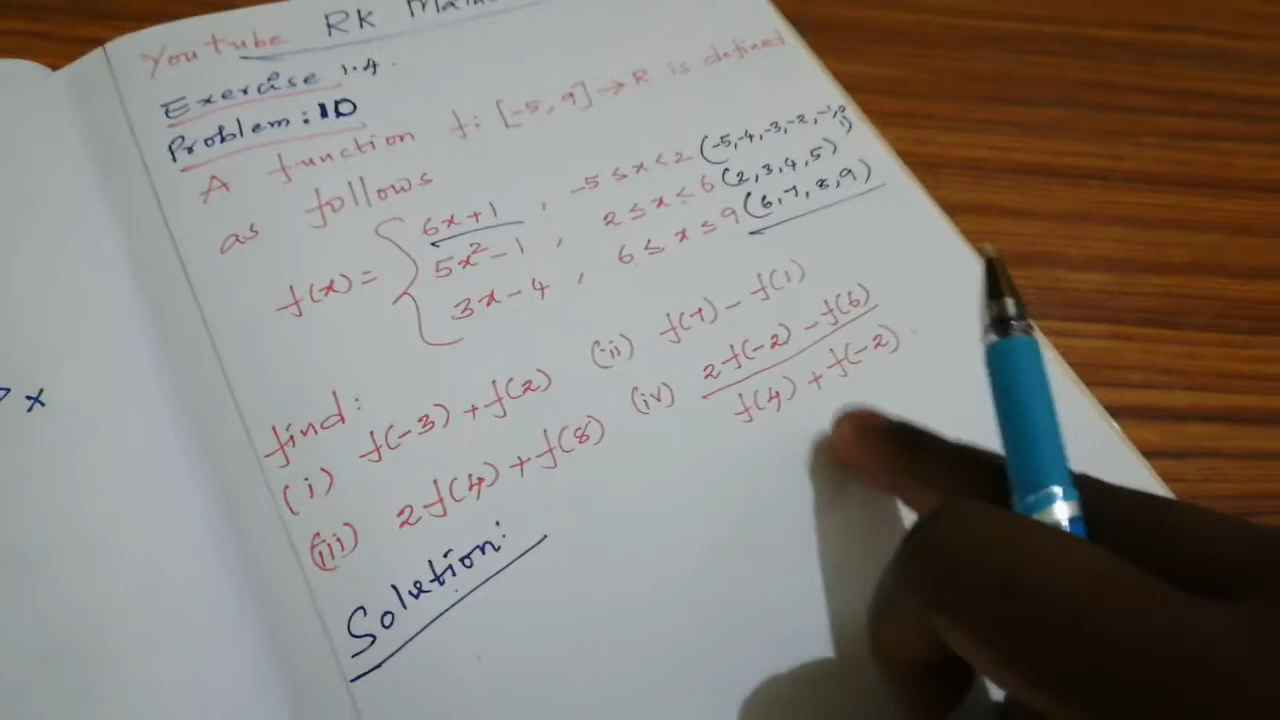 Youtube RK
Exercise 1.4.
Problem: 10
A function f: [-5, 9] → R is defined
as follows
f(x) = { 6x+1 , -5 ≤ x < 2 (-5,-4,-3,-2,-1,0 1)
5x²-1 , 2 ≤ x ≤ 6 (2,3,4,5)
3x-4 , 6 ≤ x ≤ 9 (6,7,8,9)
find:
(i) f(-3) + f(2) (ii) f(7) - f(1)
(iii) 2f(4) + f(8) (iv) 2f(-2) - f(6) / f(4) + f(-2).
Solution:
x